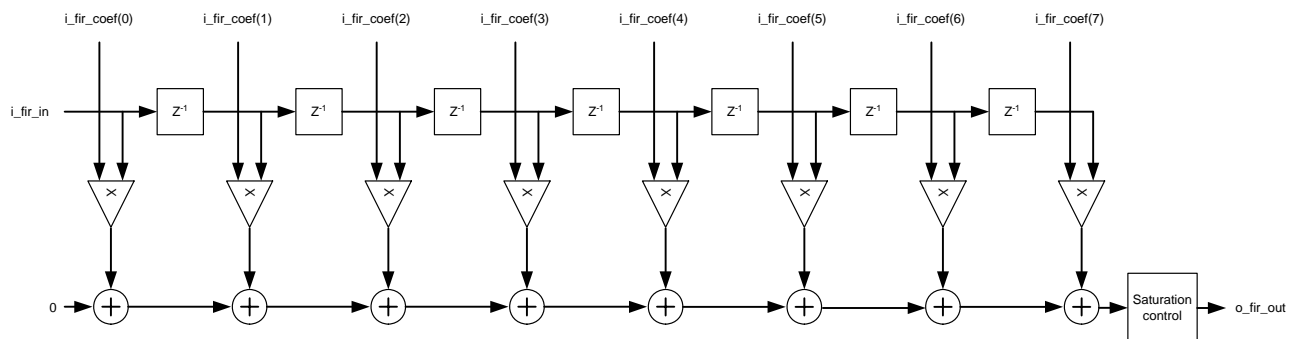 i_fir_coef(0) i_fir_coef(1) i_fir_coef(2) i_fir_coef(3) i_fir_coef(4) i_fir_coef(5) i_fir_coef(6) i_fir_coef(7)
i_fir_in Z⁻¹ Z⁻¹ Z⁻¹ Z⁻¹ Z⁻¹ Z⁻¹ Z⁻¹
X X X X X X X X
0 + + + + + + + +
Saturation
control
o_fir_out